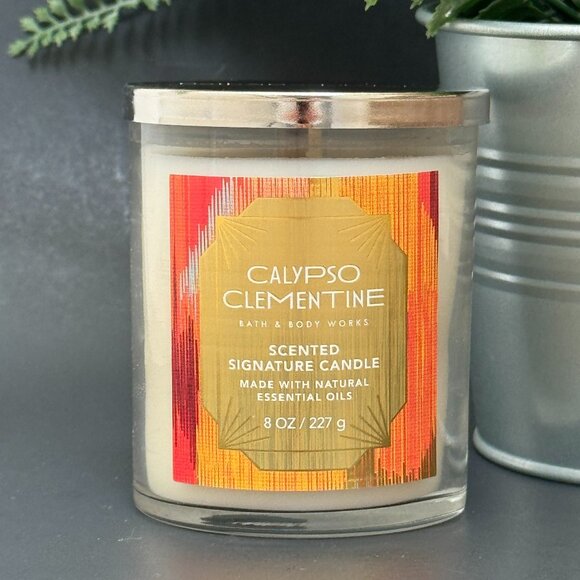 CALYPSO
CLEMENTINE
BATH & BODY WORKS
SCENTED
SIGNATURE CANDLE
MADE WITH NATURAL
ESSENTIAL OILS
8 OZ / 227 g